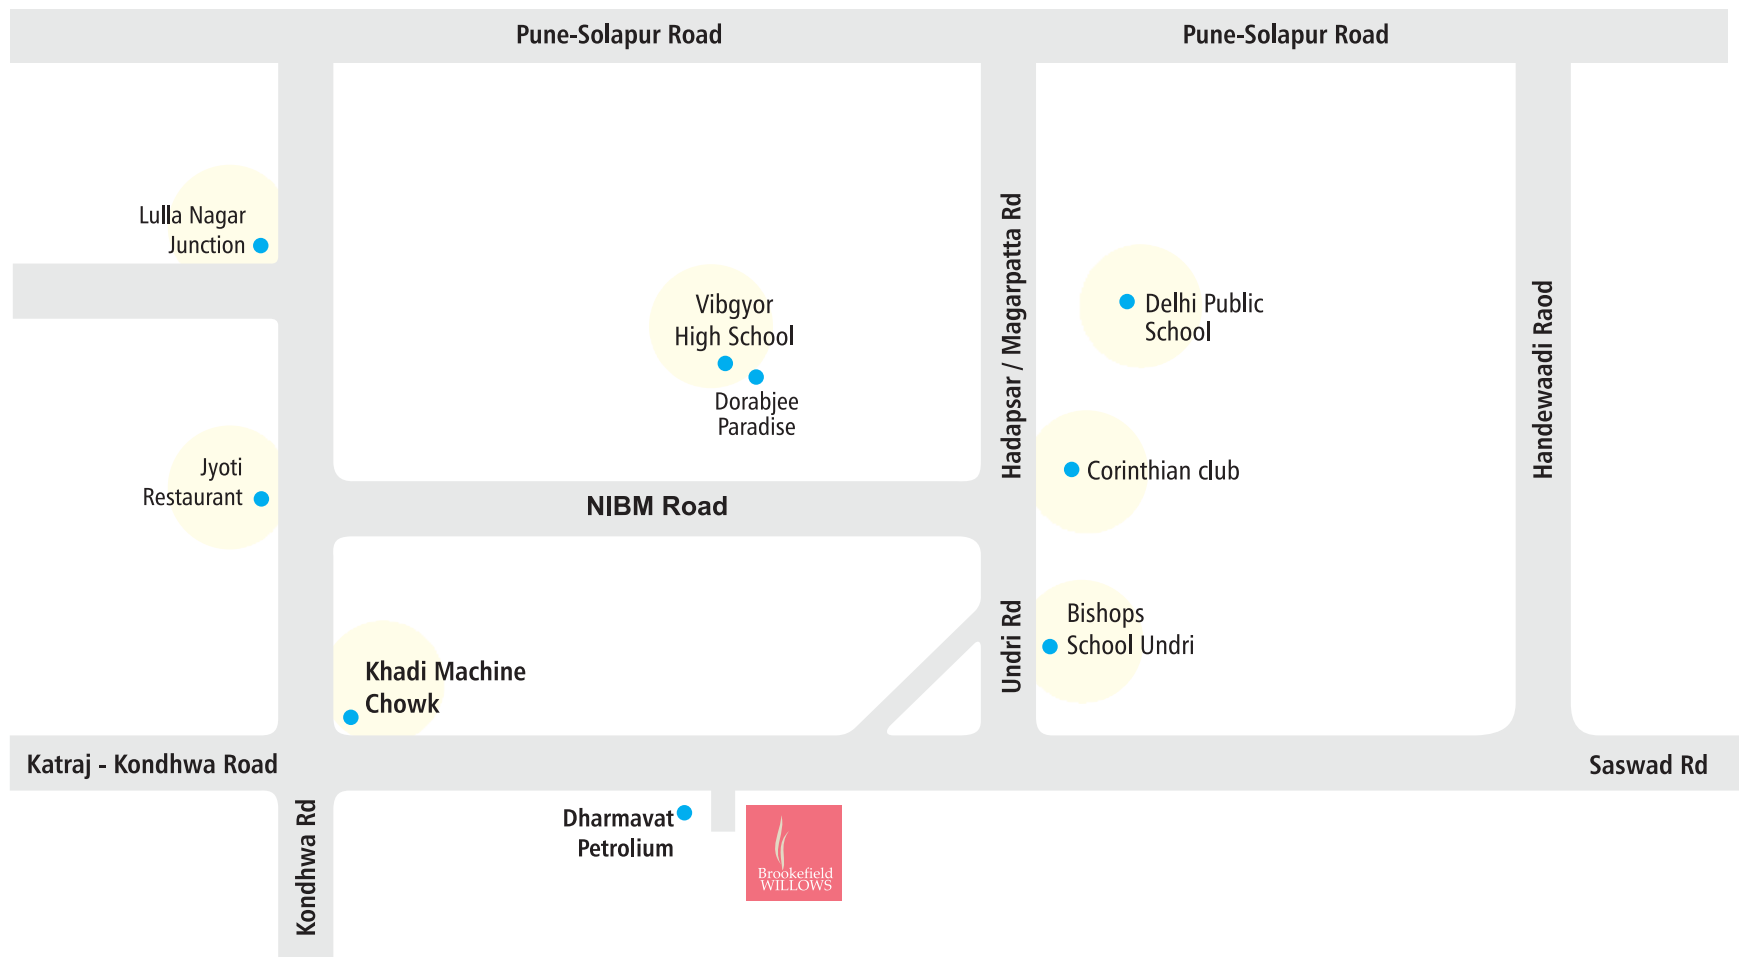 Pune-Solapur Road
Pune-Solapur Road
Lulla Nagar
Junction
Vibgyor
High School
Dorabjee
Paradise
Hadapsar / Magarpatta Rd
Delhi Public
School
Handewaadi Raod
Jyoti
Restaurant
Corinthian club
NIBM Road
Undri Rd
Bishops
School Undri
Khadi Machine
Chowk
Katraj - Kondhwa Road
Saswad Rd
Kondhwa Rd
Dharmavat
Petrolium
Brookefield
WILLOWS